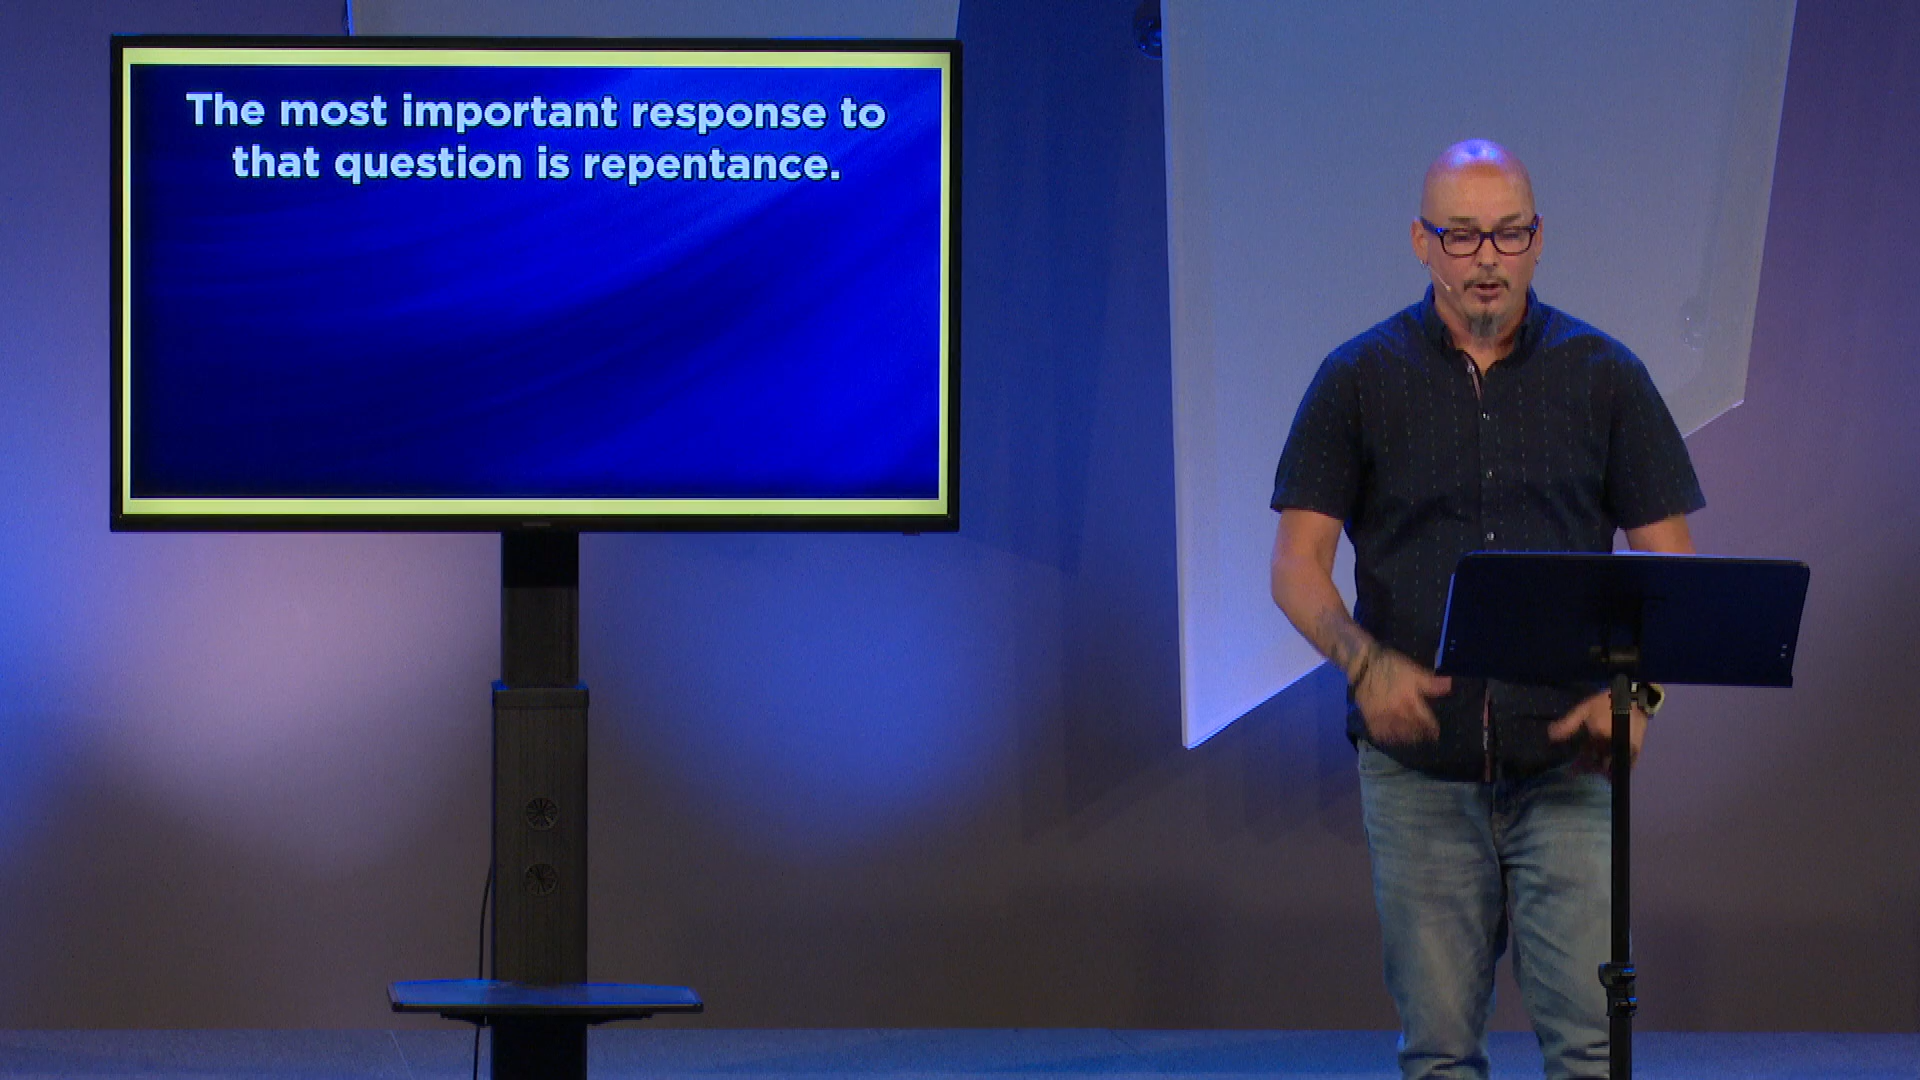 The most important response to
that question is repentance.